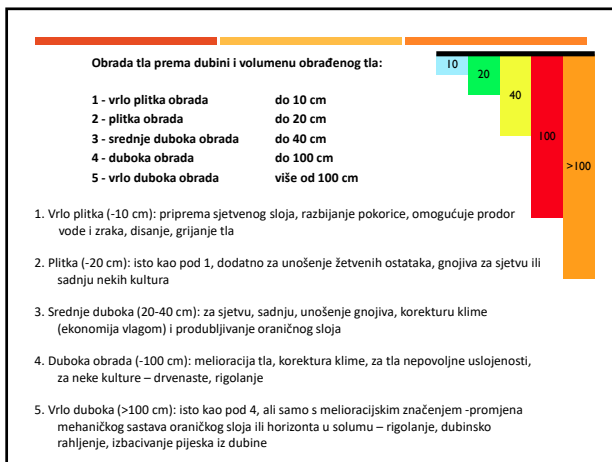 Obrada tla prema dubini i volumenu obrađenog tla:
1 - vrlo plitka obrada do 10 cm
2 - plitka obrada do 20 cm
3 - srednje duboka obrada do 40 cm
4 - duboka obrada do 100 cm
5 - vrlo duboka obrada više od 100 cm
10
20
40
100
>100
1. Vrlo plitka (-10 cm): priprema sjetvenog sloja, razbijanje pokorice, omogućuje prodor
vode i zraka, disanje, grijanje tla
2. Plitka (-20 cm): isto kao pod 1, dodatno za unošenje žetvenih ostataka, gnojiva za sjetvu ili
sadnju nekih kultura
3. Srednje duboka (20-40 cm): za sjetvu, sadnju, unošenje gnojiva, korekturu klime
(ekonomija vlagom) i produbljivanje oraničnog sloja
4. Duboka obrada (-100 cm): melioracija tla, korektura klime, za tla nepovoljne uslojenosti,
za neke kulture – drvenaste, rigolanje
5. Vrlo duboka (>100 cm): isto kao pod 4, ali samo s melioracijskim značenjem -promjena
mehaničkog sastava oraničkog sloja ili horizonta u solumu – rigolanje, dubinsko
rahljenje, izbacivanje pijeska iz dubine